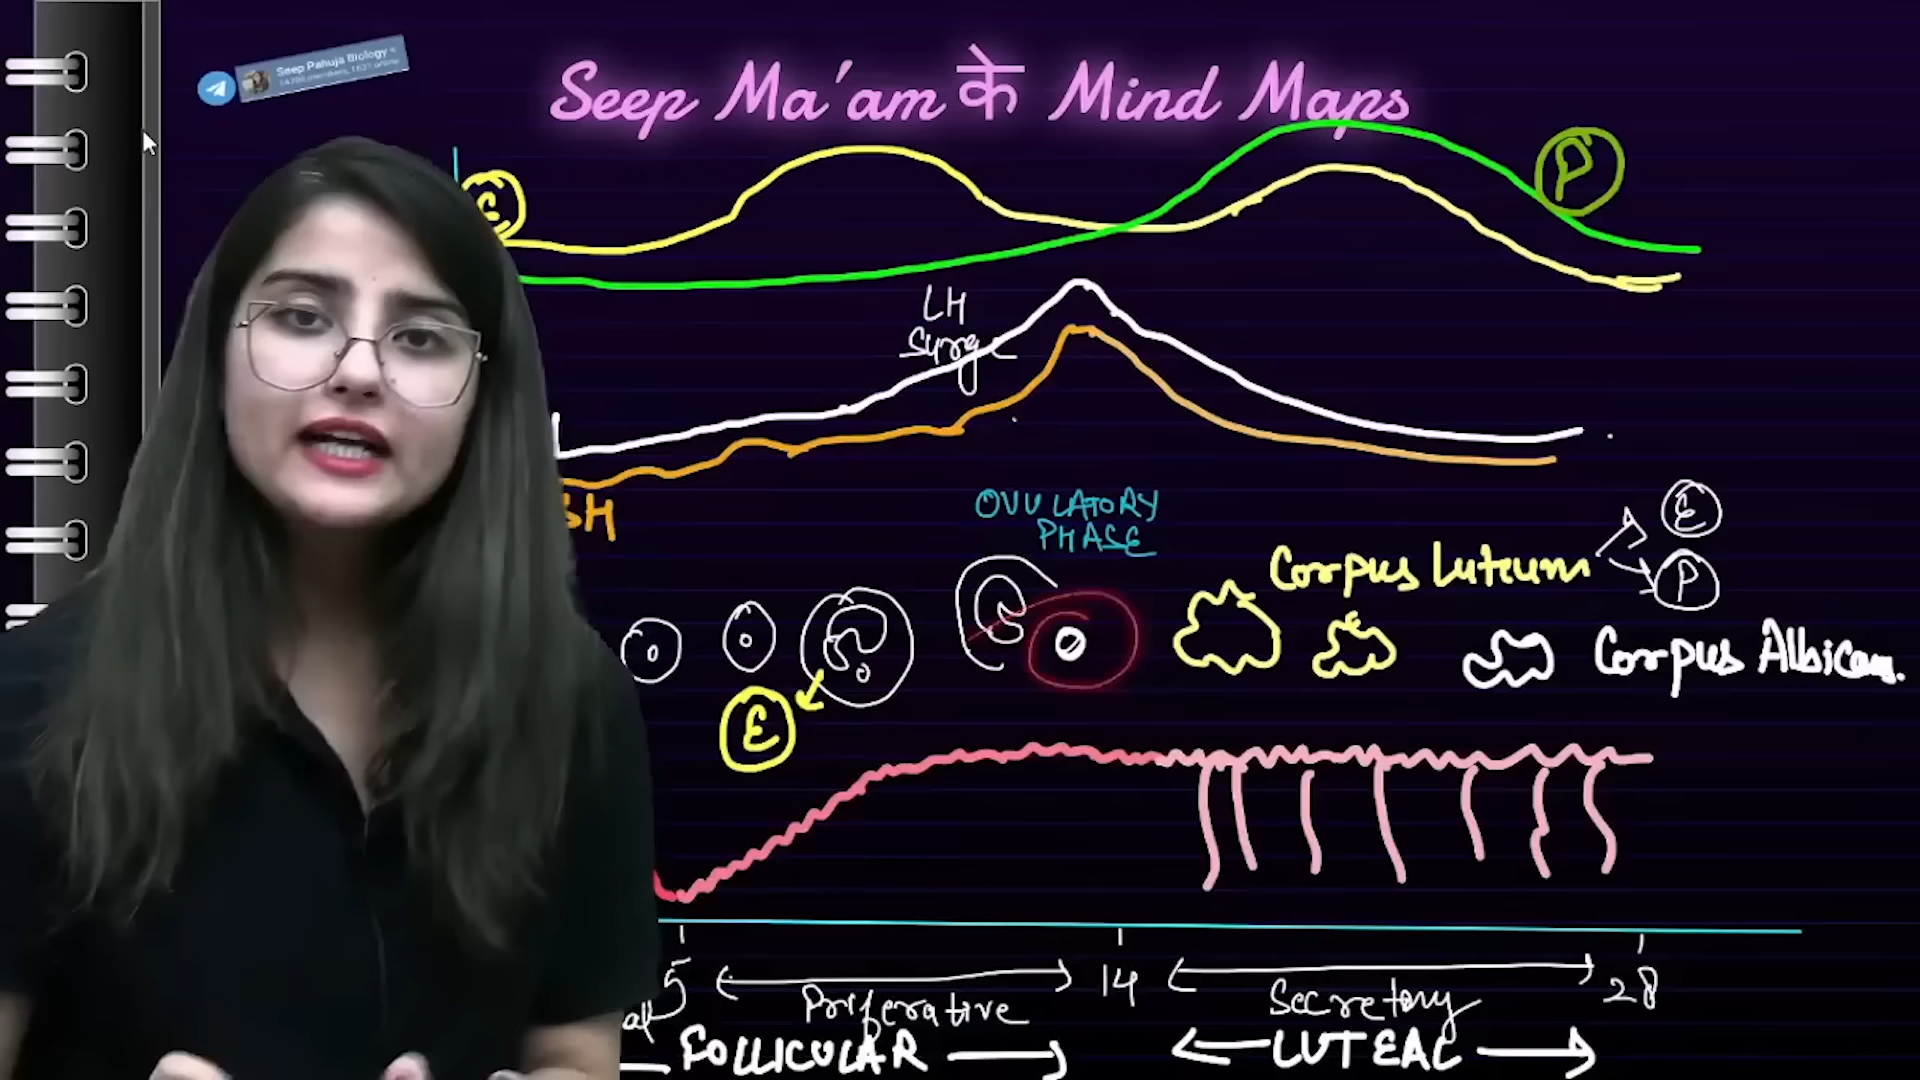 Seep Pahuja Biology
Seep Ma'am के Mind Maps
E
P
LH
Surge
SH
OVULATORY
PHASE
E
Corpus Luteum
P
Corpus Albicans.
E
5 Proliferative 14 Secretory 28
FOLLICULAR LUTEAL